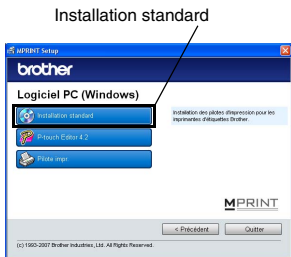 Installation standard
MPRINT Setup
brother
Logiciel PC (Windows)
Installation standard
Installation des pilotes d'impression pour les
imprimantes d'étiquettes Brother.
P-touch Editor 4.2
Pilote impr.
MPRINT
< Précédent
Quitter
(c) 1993-2007 Brother Industries, Ltd. All Rights Reserved.